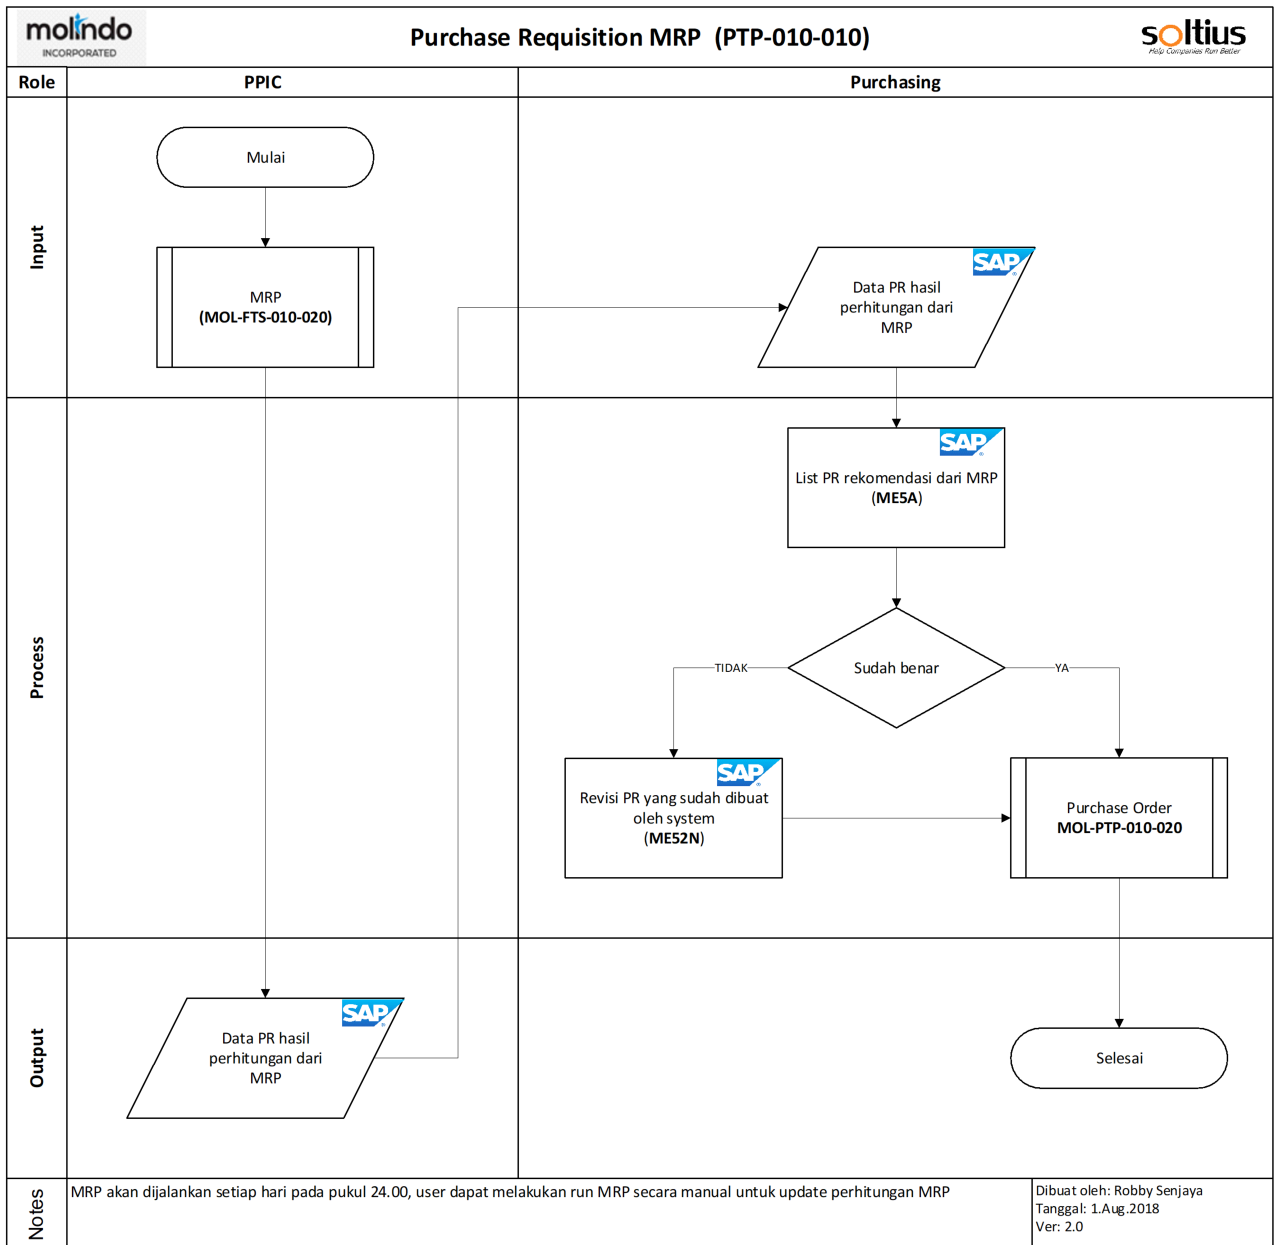 molindo
INCORPORATED
Purchase Requisition MRP (PTP-010-010)
soltius
Help Companies Run Better
Role
PPIC
Purchasing
Input
Mulai
MRP
(MOL-FTS-010-020)
SAP
Data PR hasil
perhitungan dari
MRP
Process
SAP
List PR rekomendasi dari MRP
(ME5A)
Sudah benar
TIDAK
YA
SAP
Revisi PR yang sudah dibuat
oleh system
(ME52N)
Purchase Order
MOL-PTP-010-020
Output
SAP
Data PR hasil
perhitungan dari
MRP
Selesai
Notes
MRP akan dijalankan setiap hari pada pukul 24.00, user dapat melakukan run MRP secara manual untuk update perhitungan MRP
Dibuat oleh: Robby Senjaya
Tanggal: 1.Aug.2018
Ver: 2.0